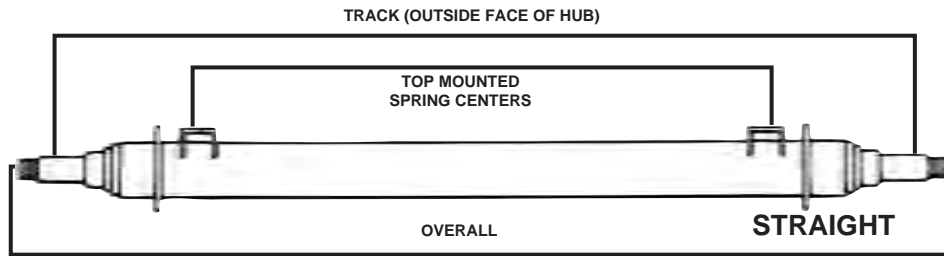 TRACK (OUTSIDE FACE OF HUB)
TOP MOUNTED
SPRING CENTERS
OVERALL
STRAIGHT